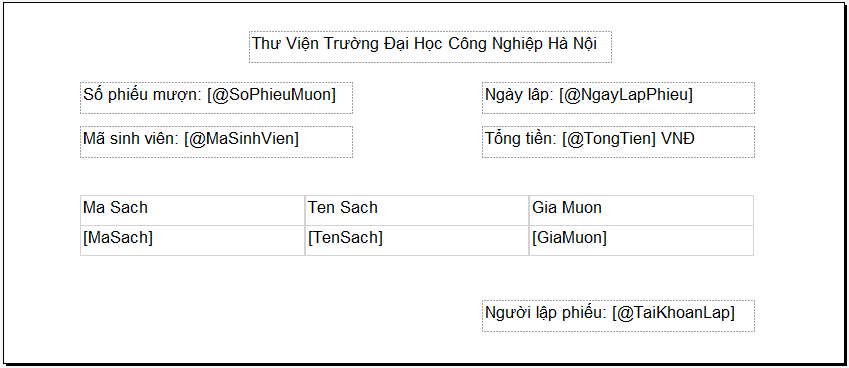 Thư Viện Trường Đại Học Công Nghiệp Hà Nội
Số phiếu mượn: [@SoPhieuMuon] Ngày lâp: [@NgayLapPhieu]
Mã sinh viên: [@MaSinhVien] Tổng tiền: [@TongTien] VNĐ
Ma Sach Ten Sach Gia Muon
[MaSach] [TenSach] [GiaMuon]
Người lập phiếu: [@TaiKhoanLap]